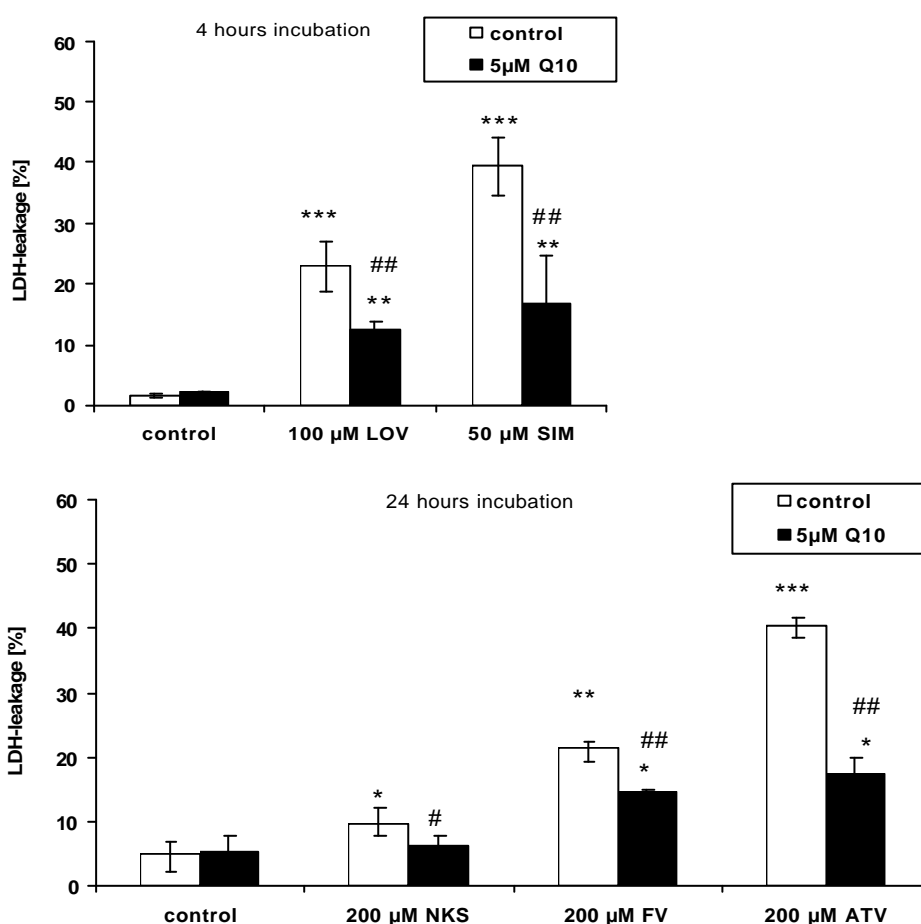 4 hours incubation
control
5µM Q10
LDH-leakage [%]
60
50
40
30
20
10
0
***
##
**
***
##
**
control
100 µM LOV
50 µM SIM
24 hours incubation
control
5µM Q10
LDH-leakage [%]
60
50
40
30
20
10
0
*
#
**
##
*
***
##
*
control
200 µM NKS
200 µM FV
200 µM ATV